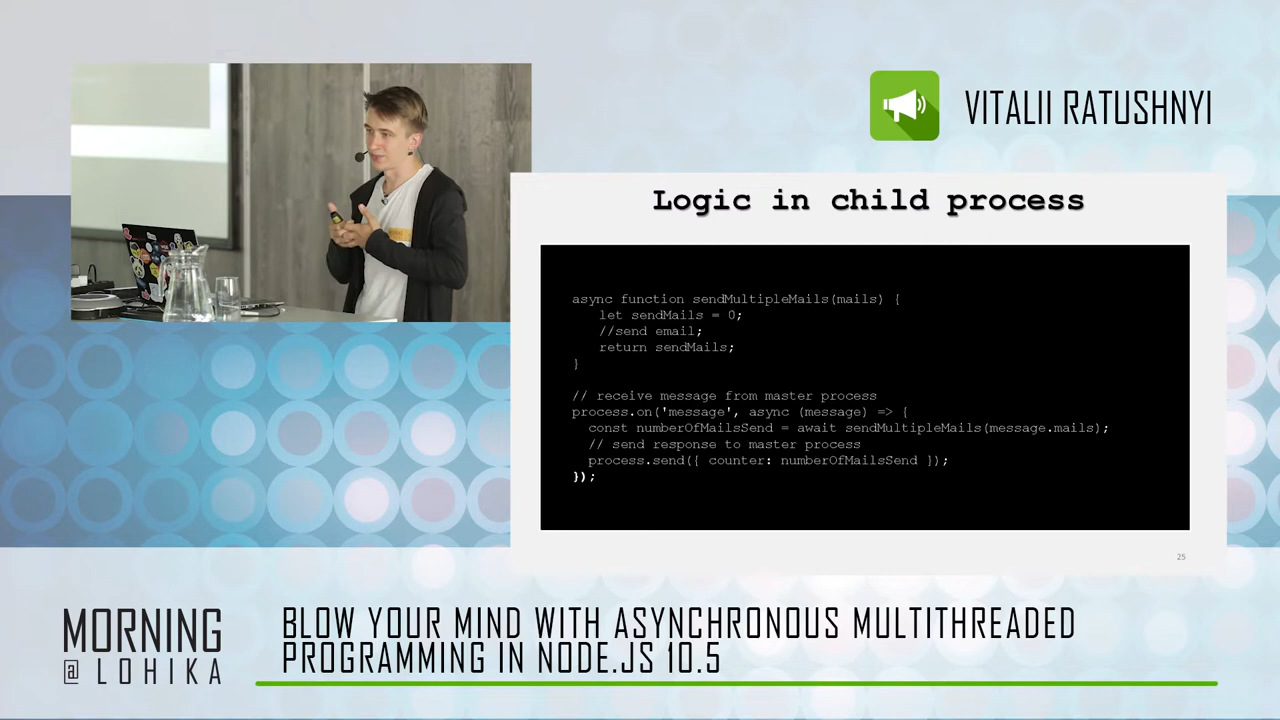 VITALII RATUSHNYI
Logic in child process
async function sendMultipleMails(mails) {
let sendMails = 0;
//send email;
return sendMails;
}
// receive message from master process
process.on('message', async (message) => {
const numberOfMailsSend = await sendMultipleMails(message.mails);
// send response to master process
process.send({ counter: numberOfMailsSend });
});
25
MORNING
@ LOHIKA
BLOW YOUR MIND WITH ASYNCHRONOUS MULTITHREADED
PROGRAMMING IN NODE.JS 10.5